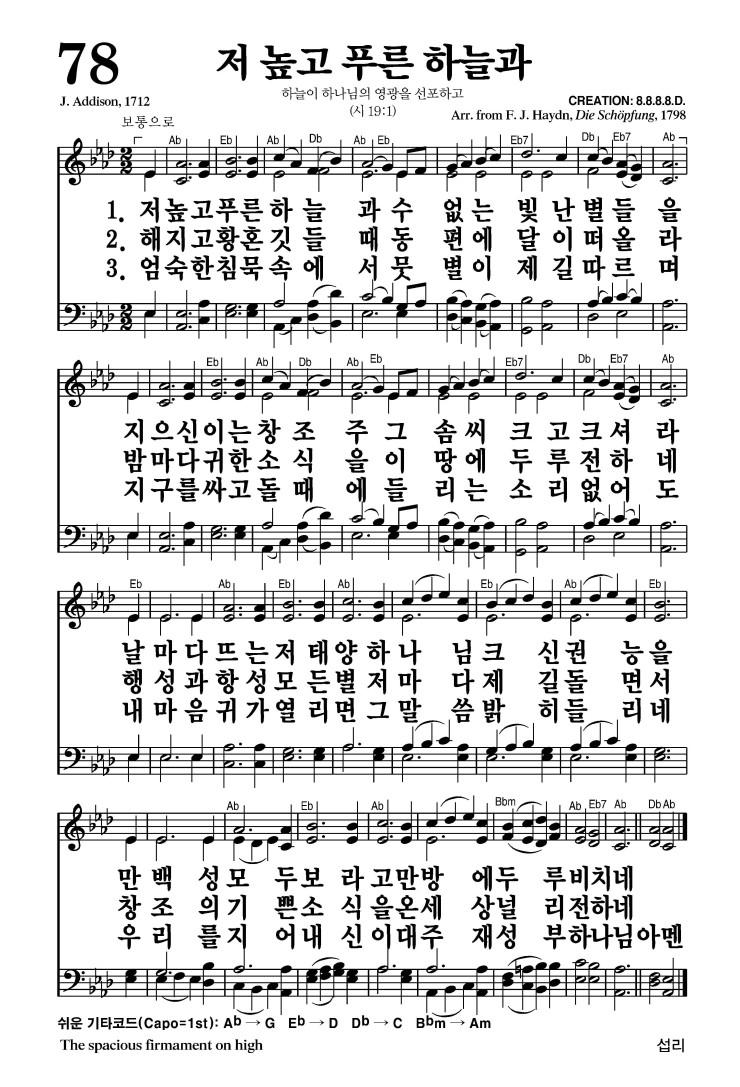 78
저 높고 푸른 하늘과
하늘이 하나님의 영광을 선포하고
(시 19:1)
J. Addison, 1712
CREATION: 8.8.8.8.D.
Arr. from F. J. Haydn, Die Schöpfung, 1798
보통으로
Ab Eb Ab Db Ab Eb Eb7 Db Eb7 Ab
1. 저높고푸른하 늘 과수 없는 빛난별들 을
2. 해지고황혼깃 들 때동 편에 달이떠올 라
3. 엄숙한침묵속 에 서뭇 별이 제길따르 며
Eb Ab Db Ab Eb Eb7 Db Eb7 Ab
지으신이는창 조 주그 솜씨 크고크셔 라
밤마다귀한소 식 을이 땅에 두루전하 네
지구를싸고돌 때 에들 리는 소리없어 도
Eb Ab Eb Ab Eb Ab Eb
날마다뜨는저 태양하나 님크 신권 능을
행성과항성모 든별저마 다제 길돌 면서
내마음귀가열 리면그말 씀밝 히들 리네
Ab Eb Ab Bbm Ab Eb7 Ab Db Ab
만백 성모 두보 라고만방 에두 루비치네
창조 의기 쁜소 식을온세 상널 리전하네
우리 를지 어내 신이대주 재성 부하나님아멘
쉬운 기타코드(Capo=1st): Ab → G Eb → D Db → C Bbm → Am
The spacious firmament on high
섭리